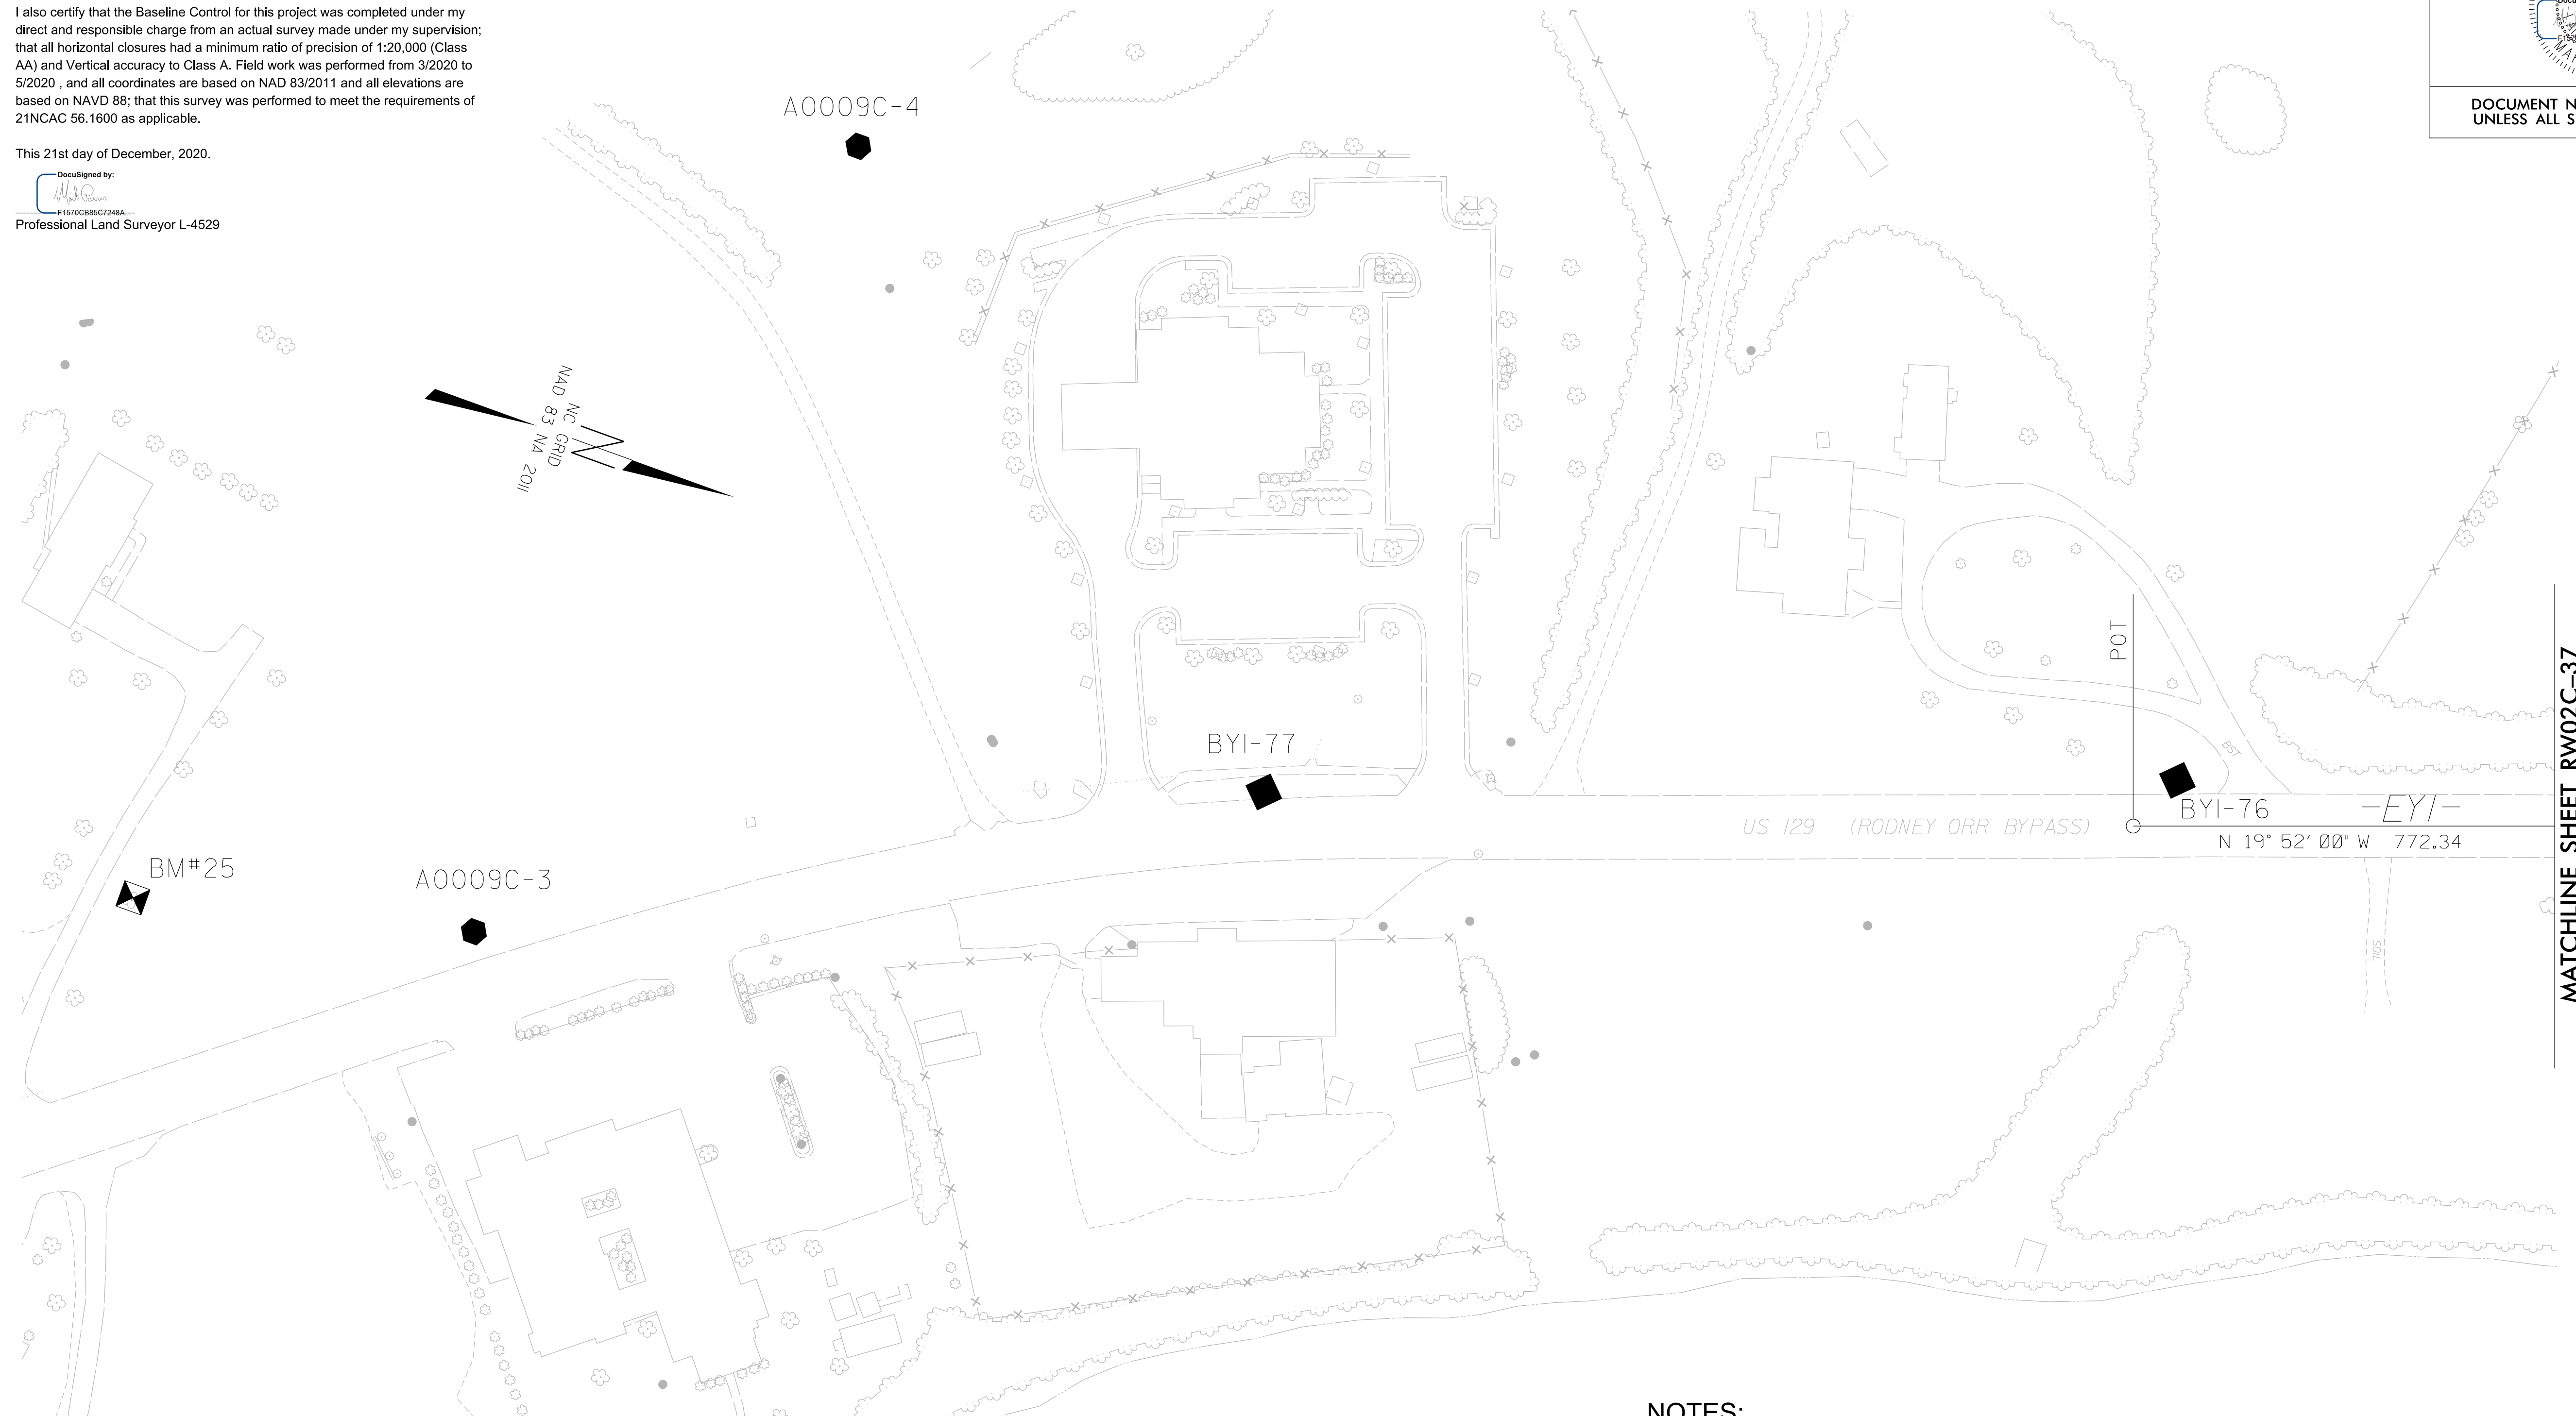 I also certify that the Baseline Control for this project was completed under my
direct and responsible charge from an actual survey made under my supervision;
that all horizontal closures had a minimum ratio of precision of 1:20,000 (Class
AA) and Vertical accuracy to Class A. Field work was performed from 3/2020 to
5/2020 , and all coordinates are based on NAD 83/2011 and all elevations are
based on NAVD 88; that this survey was performed to meet the requirements of
21NCAC 56.1600 as applicable.
This 21st day of December, 2020.
DocuSigned by:
F1570CB85C7248A...
Professional Land Surveyor L-4529
DOCUMENT N
UNLESS ALL S
A0009C-4
NC GRID
NAD 83 NA 2011
POT
BY1-77
BST
BY1-76
-EY1-
US 129 (RODNEY ORR BYPASS)
N 19° 52' 00" W 772.34
MATCHLINE SHEET RW02C-37
BM#25
A0009C-3
SOIL
NOTES: